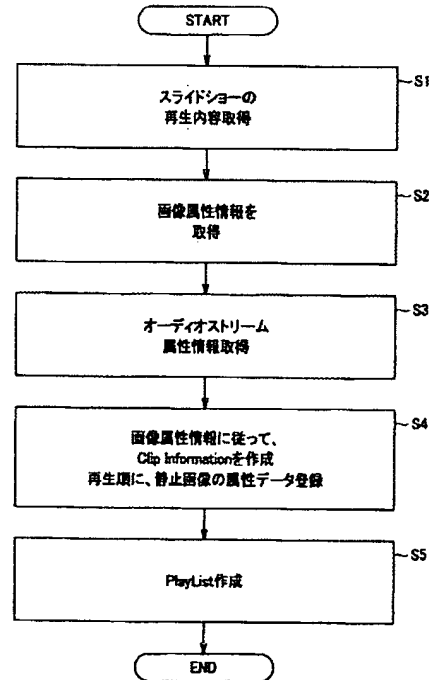 START
S1
スライドショーの
再生内容取得
S2
画像属性情報を
取得
S3
オーディオストリーム
属性情報取得
S4
画像属性情報に従って、
Clip Informationを作成
再生順に、静止画像の属性データ登録
S5
PlayList作成
END